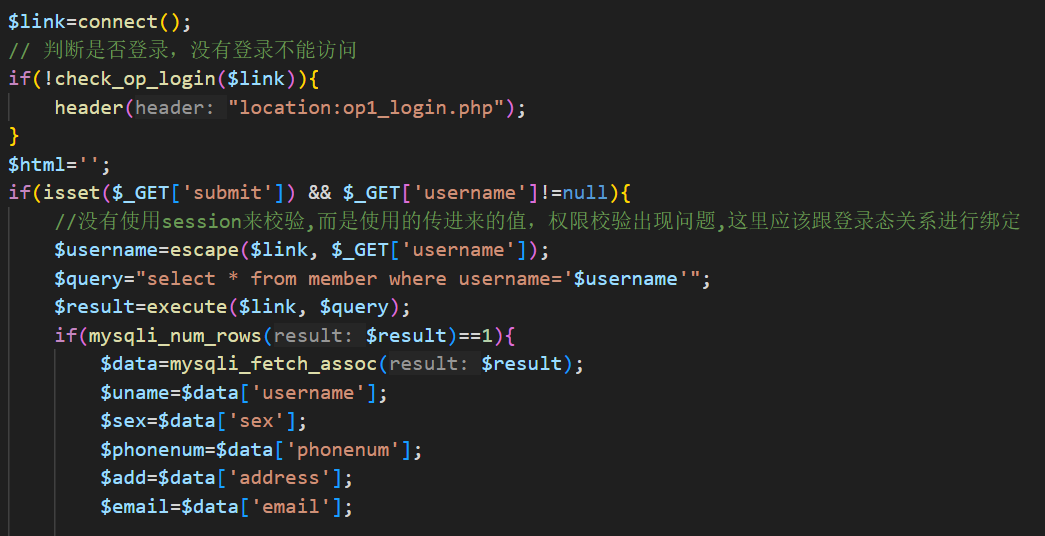 $link=connect();
// 判断是否登录，没有登录不能访问
if(!check_op_login($link)){
    header(header: "location:op1_login.php");
}
$html='';
if(isset($_GET['submit']) && $_GET['username']!=null){
    //没有使用session来校验,而是使用的传进来的值，权限校验出现问题,这里应该跟登录态关系进行绑定
    $username=escape($link, $_GET['username']);
    $query="select * from member where username='$username'";
    $result=execute($link, $query);
    if(mysqli_num_rows(result: $result)==1){
        $data=mysqli_fetch_assoc(result: $result);
        $uname=$data['username'];
        $sex=$data['sex'];
        $phonenum=$data['phonenum'];
        $add=$data['address'];
        $email=$data['email'];